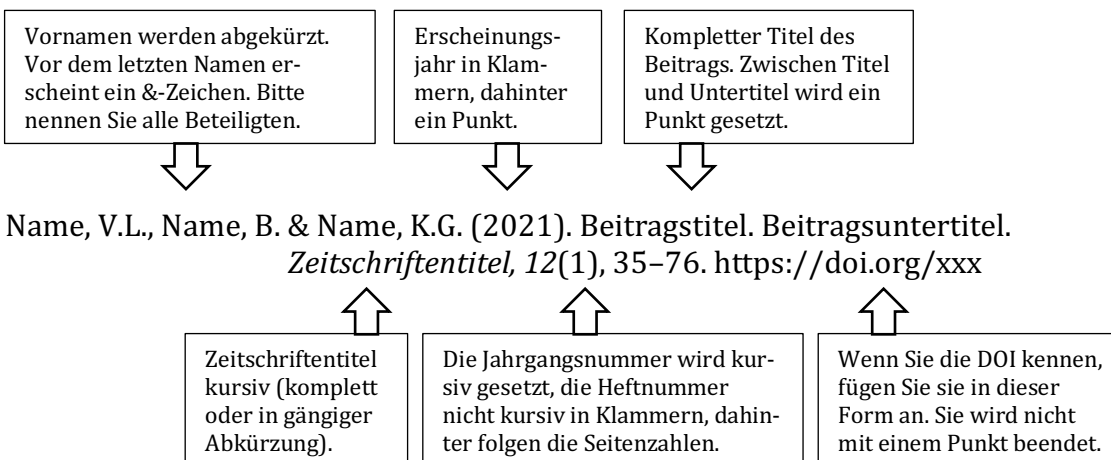 Vornamen werden abgekürzt.
Vor dem letzten Namen er-
scheint ein &-Zeichen. Bitte
nennen Sie alle Beteiligten.
Erscheinungs-
jahr in Klam-
mern, dahinter
ein Punkt.
Kompletter Titel des
Beitrags. Zwischen Titel
und Untertitel wird ein
Punkt gesetzt.
Name, V.L., Name, B. & Name, K.G. (2021). Beitragstitel. Beitragsuntertitel.
Zeitschriftentitel, 12(1), 35–76. https://doi.org/xxx
Zeitschriftentitel
kursiv (komplett
oder in gängiger
Abkürzung).
Die Jahrgangsnummer wird kur-
siv gesetzt, die Heftnummer
nicht kursiv in Klammern, dahin-
ter folgen die Seitenzahlen.
Wenn Sie die DOI kennen,
fügen Sie sie in dieser
Form an. Sie wird nicht
mit einem Punkt beendet.